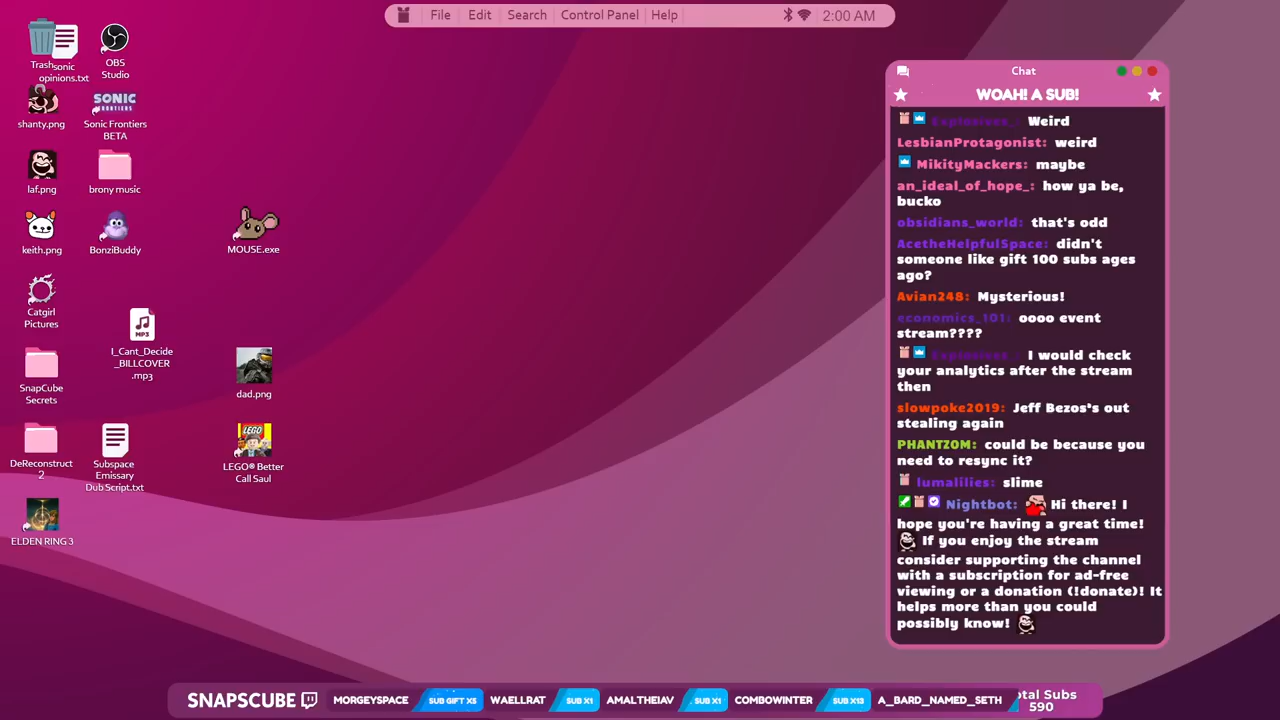 File Edit Search Control Panel Help 2:00 AM
Trash
sonic
opinions.txt
OBS
Studio
shanty.png
SONIC
FRONTIERS
Sonic Frontiers
BETA
laf.png
brony music
keith.png
BonziBuddy
MOUSE.exe
Catgirl
Pictures
MP3
I_Cant_Decide
_BILLCOVER
.mp3
dad.png
SnapCube
Secrets
DeReconstruct
2
Subspace
Emissary
Dub Script.txt
LEGO
LEGO® Better
Call Saul
ELDEN RING 3
Chat
WOAH! A SUB!
Explosives_: Weird
LesbianProtagonist: weird
MikityMackers: maybe
an_ideal_of_hope_: how ya be,
bucko
obsidians_world: that's odd
AcetheHelpfulSpace: didn't
someone like gift 100 subs ages
ago?
Avian248: Mysterious!
economics_101: oooo event
stream????
Explosives_: I would check
your analytics after the stream
then
slowpoke2019: Jeff Bezos's out
stealing again
PHANTZOM: could be because you
need to resync it?
lumalilies: slime
Nightbot: Hi there! I
hope you're having a great time!
If you enjoy the stream
consider supporting the channel
with a subscription for ad-free
viewing or a donation (!donate)! It
helps more than you could
possibly know!
SNAPSCUBE MORGEYSPACE SUB GIFT X5 WAELLRAT SUB X1 AMALTHEIAV SUB X1 COMBOWINTER SUB X13 A_BARD_NAMED_SETH
otal Subs
590